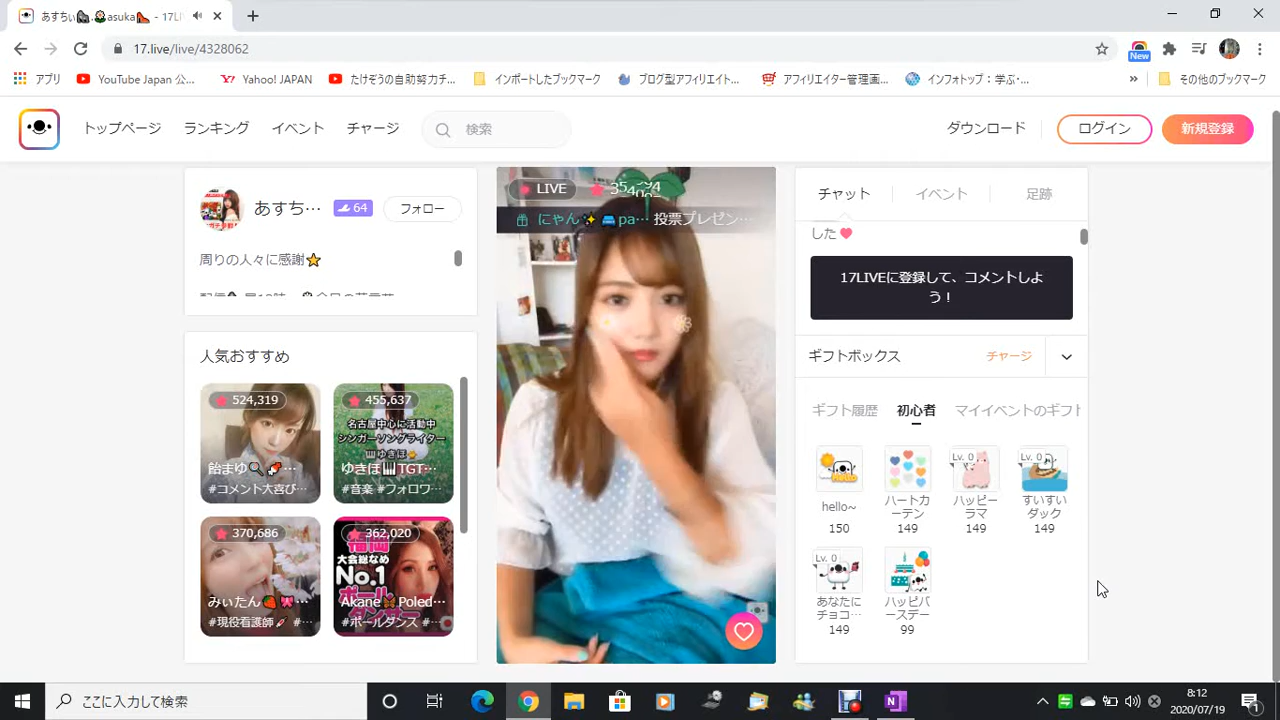 あすちぃ🦍..🌷asuka👠 - 17LI
17.live/live/4328062
New
アプリ
YouTube Japan 公...
Yahoo! JAPAN
たけぞうの自助努力チ...
インポートしたブックマーク
ブログ型アフィリエイト...
アフィリエイター管理画...
インフォトップ：学ぶ・...
»
その他のブックマーク
トップページ
ランキング
イベント
チャージ
検索
ダウンロード
ログイン
新規登録
あすち...
64
フォロー
周りの人々に感謝⭐
人気おすすめ
524,319
飴まゆ🔍💊...
#コメント大喜び...
455,637
名古屋中心に活動中
シンガーソングライター
🎹ゆきほ🌟
ゆきほ🎹TGT...
#音楽 #フォロワ...
370,686
みぃたん🍓🎀...
#現役看護師💉 #...
362,020
福岡
大会総なめ
No.1
ポールダンサー
Akane🦋Poled...
#ポールダンス #...
LIVE
にゃん✨🚘pa... 投票プレゼン...
チャット
イベント
足跡
した❤
17LIVEに登録して、コメントしよ
う！
ギフトボックス
チャージ
ギフト履歴
初心者
マイイベントのギフト
hello~
150
ハートカ
ーテン
149
Lv. 0
ハッピー
ラマ
149
Lv. 0
すいすい
ダック
149
Lv. 0
あなたに
チョコ...
149
ハッピバ
ースデー
99
ここに入力して検索
8:12
2020/07/19
1